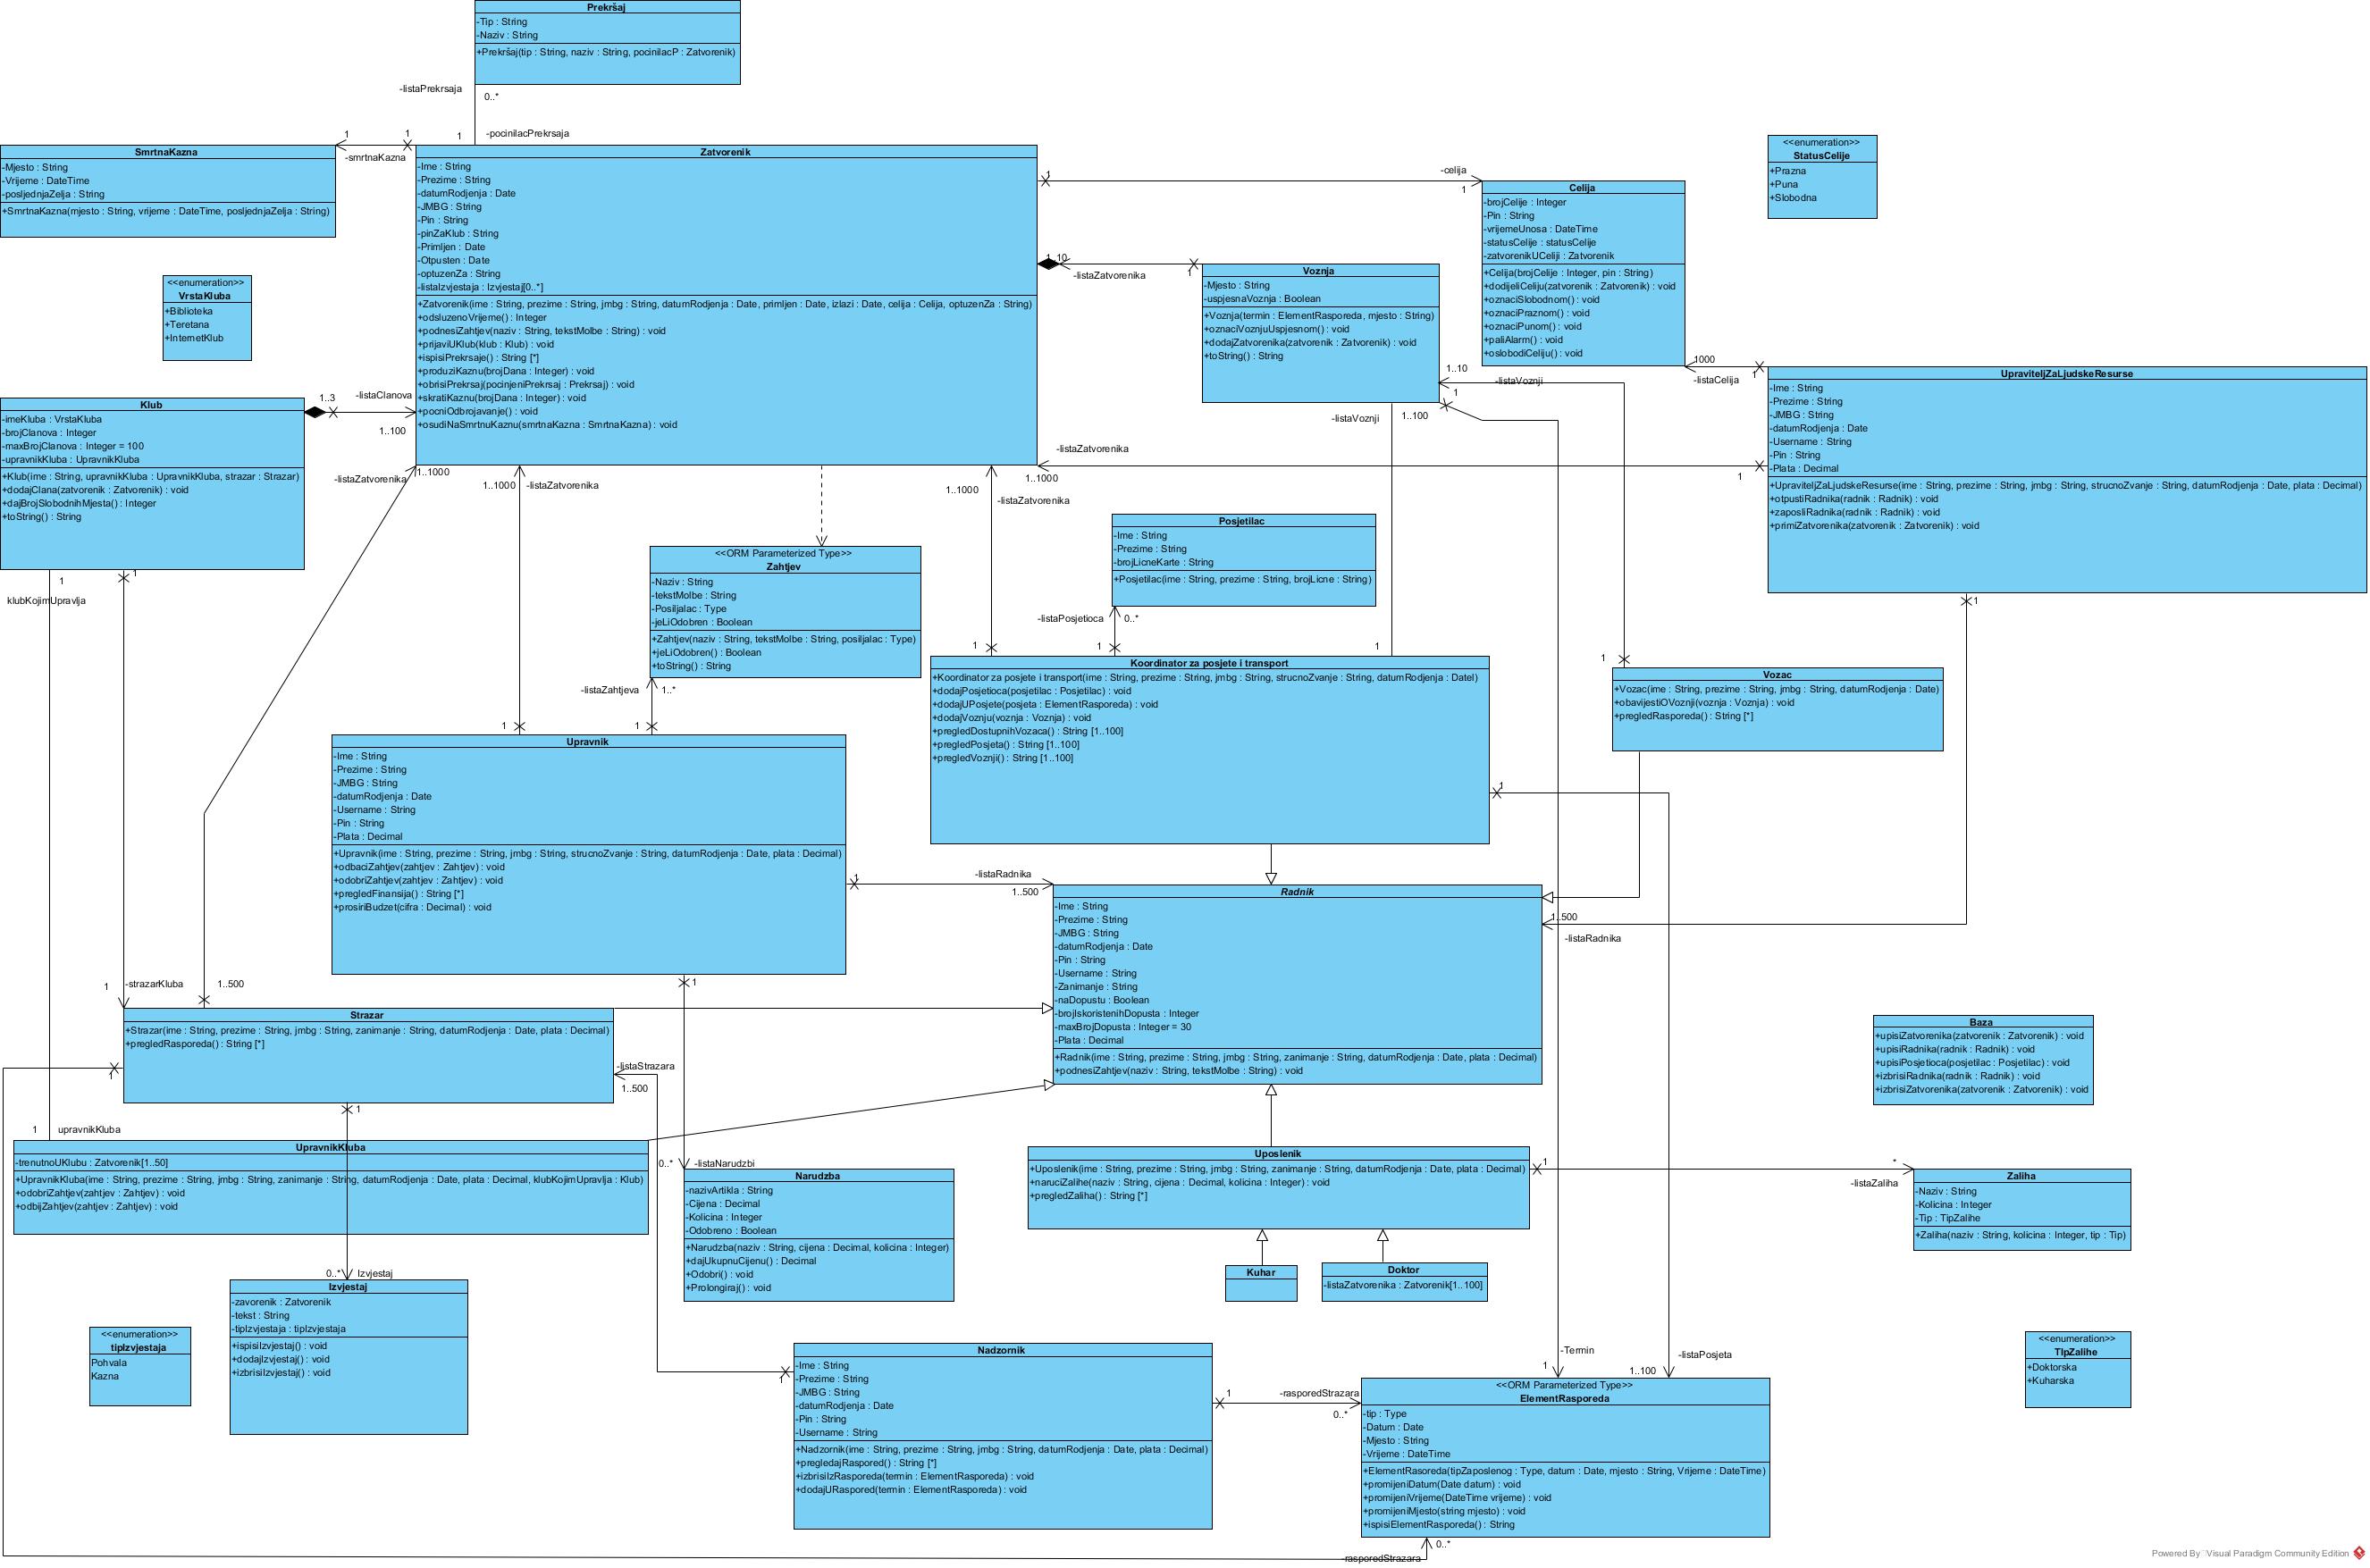 Prekršaj
-Tip : String
-Naziv : String
+Prekršaj(tip : String, naziv : String, pocinilacP : Zatvorenik)
-listaPrekrsaja
0..*
1
-pocinilacPrekrsaja
1
1
-smrtnaKazna
SmrtnaKazna
-Mjesto : String
-Vrijeme : DateTime
-posljednjaZelja : String
+SmrtnaKazna(mjesto : String, vrijeme : DateTime, posljednjaZelja : String)
Zatvorenik
-Ime : String
-Prezime : String
-datumRodjenja : Date
-JMBG : String
-Pin : String
-pinZaKlub : String
-Primljen : Date
-Otpusten : Date
-optuzenZa : String
-listaIzvjestaja : Izvjestaj[0..*]
+Zatvorenik(ime : String, prezime : String, jmbg : String, datumRodjenja : Date, primljen : Date, izlazi : Date, celija : Celija, optuzenZa : String)
+odsluzenoVrijeme() : Integer
+podnesiZahtjev(naziv : String, tekstMolbe : String) : void
+prijaviUKlub(klub : Klub) : void
+ispisiPrekrsaje() : String [*]
+produziKaznu(brojDana : Integer) : void
+obrisiPrekrsaj(pocinjeniPrekrsaj : Prekrsaj) : void
+skratiKaznu(brojDana : Integer) : void
+pocniOdbrojavanje() : void
+osudiNaSmrtnuKaznu(smrtnaKazna : SmrtnaKazna) : void
1
-celija
1
Celija
-brojCelije : Integer
-Pin : String
-vrijemeUnosa : DateTime
-statusCelije : statusCelije
-zatvorenikUCeliji : Zatvorenik
+Celija(brojCelije : Integer, pin : String)
+dodijeliCeliju(zatvorenik : Zatvorenik) : void
+oznaciSlobodnom() : void
+oznaciPraznom() : void
+oznaciPunom() : void
+paliAlarm() : void
+oslobodiCeliju() : void
<<enumeration>>
StatusCelije
+Prazna
+Puna
+Slobodna
<<enumeration>>
VrstaKluba
+Biblioteka
+Teretana
+InternetKlub
1..10
-listaZatvorenika
1
Voznja
-Mjesto : String
-uspjesnaVoznja : Boolean
+Voznja(termin : ElementRasporeda, mjesto : String)
+oznaciVoznjuUspjesnom() : void
+dodajZatvorenika(zatvorenik : Zatvorenik) : void
+toString() : String
1000
-listaCelija
1
UpraviteljZaLjudskeResurse
-Ime : String
-Prezime : String
-JMBG : String
-datumRodjenja : Date
-Username : String
-Pin : String
-Plata : Decimal
+UpraviteljZaLjudskeResurse(ime : String, prezime : String, jmbg : String, strucnoZvanje : String, datumRodjenja : Date, plata : Decimal)
+otpustiRadnika(radnik : Radnik) : void
+zaposliRadnika(radnik : Radnik) : void
+primiZatvorenika(zatvorenik : Zatvorenik) : void
1..10
-listaVoznji
1
-listaVoznji
1..100
-listaZatvorenika
1..1000
1
Klub
-imeKluba : VrstaKluba
-brojClanova : Integer
-maxBrojClanova : Integer = 100
-upravnikKluba : UpravnikKluba
+Klub(ime : String, upravnikKluba : UpravnikKluba, strazar : Strazar)
+dodajClana(zatvorenik : Zatvorenik) : void
+dajBrojSlobodnihMjesta() : Integer
+toString() : String
1..3
-listaClanova
1..100
-listaZatvorenika
1..1000
1..1000
-listaZatvorenika
1..1000
-listaZatvorenika
1
klubKojimUpravlja
1
<<ORM Parameterized Type>>
Zahtjev
-Naziv : String
-tekstMolbe : String
-Posiljalac : Type
-jeLiOdobren : Boolean
+Zahtjev(naziv : String, tekstMolbe : String, posiljalac : Type)
+jeLiOdobren() : Boolean
+toString() : String
-listaZahtjeva
1..*
1
1
Posjetilac
-Ime : String
-Prezime : String
-brojLicneKarte : String
+Posjetilac(ime : String, prezime : String, brojLicne : String)
-listaPosjetioca
0..*
1
1
1
Koordinator za posjete i transport
+Koordinator za posjete i transport(ime : String, prezime : String, jmbg : String, strucnoZvanje : String, datumRodjenja : Datel)
+dodajPosjetioca(posjetilac : Posjetilac) : void
+dodajUPosjete(posjeta : ElementRasporeda) : void
+dodajVoznju(voznja : Voznja) : void
+pregledDostupnihVozaca() : String [1..100]
+pregledPosjeta() : String [1..100]
+pregledVoznji() : String [1..100]
1
1
Vozac
+Vozac(ime : String, prezime : String, jmbg : String, datumRodjenja : Date)
+obavijestiOVoznji(voznja : Voznja) : void
+pregledRasporeda() : String [*]
1
Upravnik
-Ime : String
-Prezime : String
-JMBG : String
-datumRodjenja : Date
-Username : String
-Pin : String
-Plata : Decimal
+Upravnik(ime : String, prezime : String, jmbg : String, strucnoZvanje : String, datumRodjenja : Date, plata : Decimal)
+odbaciZahtjev(zahtjev : Zahtjev) : void
+odobriZahtjev(zahtjev : Zahtjev) : void
+pregledFinansija() : String [*]
+prosiriBudzet(cifra : Decimal) : void
1
-listaRadnika
1..500
1
Radnik
-Ime : String
-Prezime : String
-JMBG : String
-datumRodjenja : Date
-Pin : String
-Username : String
-Zanimanje : String
-naDopustu : Boolean
-brojIskoristenihDopusta : Integer
-maxBrojDopusta : Integer = 30
-Plata : Decimal
+Radnik(ime : String, prezime : String, jmbg : String, zanimanje : String, datumRodjenja : Date, plata : Decimal)
+podnesiZahtjev(naziv : String, tekstMolbe : String) : void
1..500
-listaRadnika
1
-strazarKluba
1..500
Strazar
+Strazar(ime : String, prezime : String, jmbg : String, zanimanje : String, datumRodjenja : Date, plata : Decimal)
+pregledRasporeda() : String [*]
1
1
-listaStrazara
1..500
Baza
+upisiZatvorenika(zatvorenik : Zatvorenik) : void
+upisiRadnika(radnik : Radnik) : void
+upisiPosjetioca(posjetilac : Posjetilac) : void
+izbrisiRadnika(radnik : Radnik) : void
+izbrisiZatvorenika(zatvorenik : Zatvorenik) : void
1
upravnikKluba
UpravnikKluba
-trenutnoUKlubu : Zatvorenik[1..50]
+UpravnikKluba(ime : String, prezime : String, jmbg : String, zanimanje : String, datumRodjenja : Date, plata : Decimal, klubKojimUpravlja : Klub)
+odobriZahtjev(zahtjev : Zahtjev) : void
+odbijZahtjev(zahtjev : Zahtjev) : void
0..*
-listaNarudzbi
Narudzba
-nazivArtikla : String
-Cijena : Decimal
-Kolicina : Integer
-Odobreno : Boolean
+Narudzba(naziv : String, cijena : Decimal, kolicina : Integer)
+dajUkupnuCijenu() : Decimal
+Odobri() : void
+Prolongiraj() : void
Uposlenik
+Uposlenik(ime : String, prezime : String, jmbg : String, zanimanje : String, datumRodjenja : Date, plata : Decimal)
+naruciZalihe(naziv : String, cijena : Decimal, kolicina : Integer) : void
+pregledZaliha() : String [*]
1
*
-listaZaliha
Zaliha
-Naziv : String
-Kolicina : Integer
-Tip : TipZalihe
+Zaliha(naziv : String, kolicina : Integer, tip : Tip)
Kuhar
Doktor
-listaZatvorenika : Zatvorenik[1..100]
0..*
Izvjestaj
Izvjestaj
-zavorenik : Zatvorenik
-tekst : String
-tipIzvjestaja : tipIzvjestaja
+ispisiIzvjestaj() : void
+dodajIzvjestaj() : void
+izbrisiIzvjestaj() : void
<<enumeration>>
tipIzvjestaja
Pohvala
Kazna
1
Nadzornik
-Ime : String
-Prezime : String
-JMBG : String
-datumRodjenja : Date
-Pin : String
-Username : String
+Nadzornik(ime : String, prezime : String, jmbg : String, datumRodjenja : Date, plata : Decimal)
+pregledajRaspored() : String [*]
+izbrisiIzRasporeda(termin : ElementRasporeda) : void
+dodajURaspored(termin : ElementRasporeda) : void
1
-rasporedStrazara
0..*
-Termin
1
-listaPosjeta
1..100
<<ORM Parameterized Type>>
ElementRasporeda
-tip : Type
-Datum : Date
-Mjesto : String
-Vrijeme : DateTime
+ElementRasoreda(tipZaposlenog : Type, datum : Date, mjesto : String, Vrijeme : DateTime)
+promijeniDatum(Date datum) : void
+promijeniVrijeme(DateTime vrijeme) : void
+promijeniMjesto(string mjesto) : void
+ispisiElementRasporeda() : String
0..*
-rasporedStrazara
<<enumeration>>
TIpZalihe
+Doktorska
+Kuharska
Powered By Visual Paradigm Community Edition